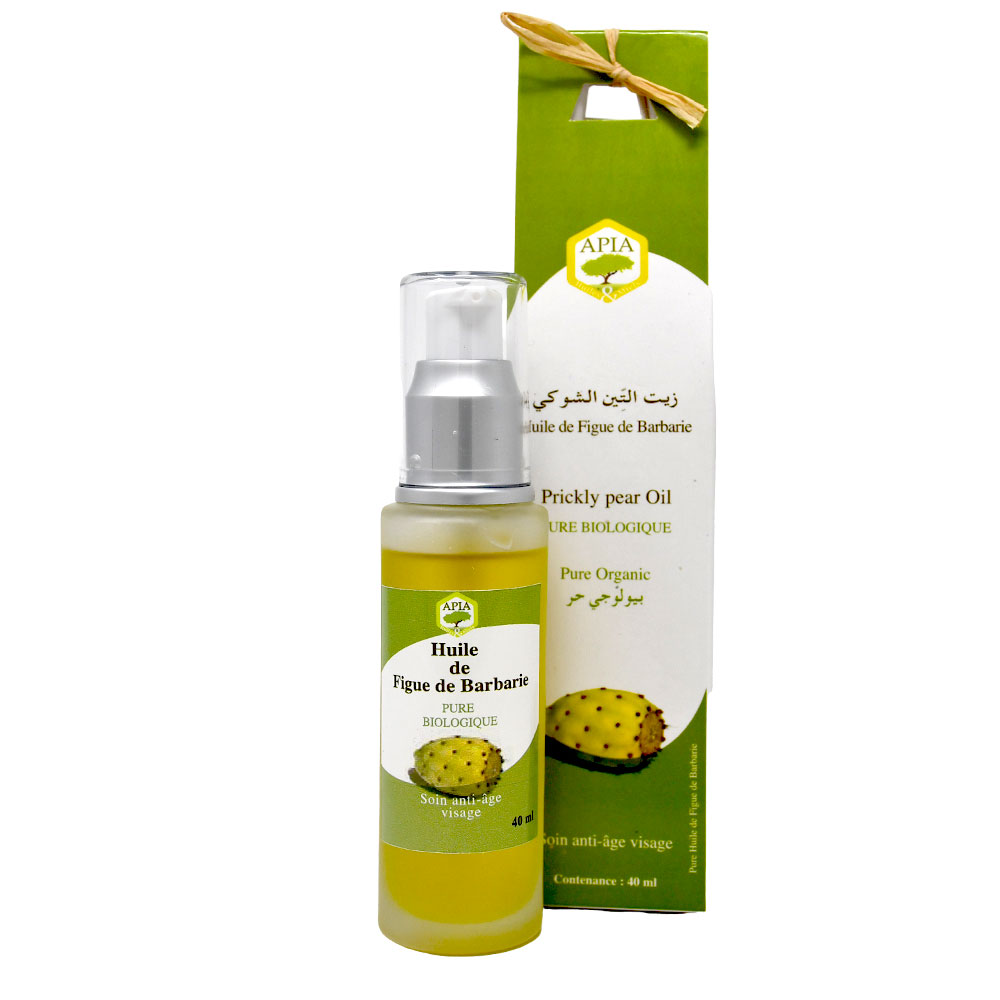 APIA
&
زيت التّين الشوكي
Huile de Figue de Barbarie
Prickly pear Oil
PURE BIOLOGIQUE
Pure Organic
بيولوجي حر
Soin anti-âge visage
Contenance : 40 ml
Pure Huile de Figue de Barbarie
APIA
&
Huile
de
Figue de Barbarie
PURE
BIOLOGIQUE
Soin anti-âge
visage
40 ml